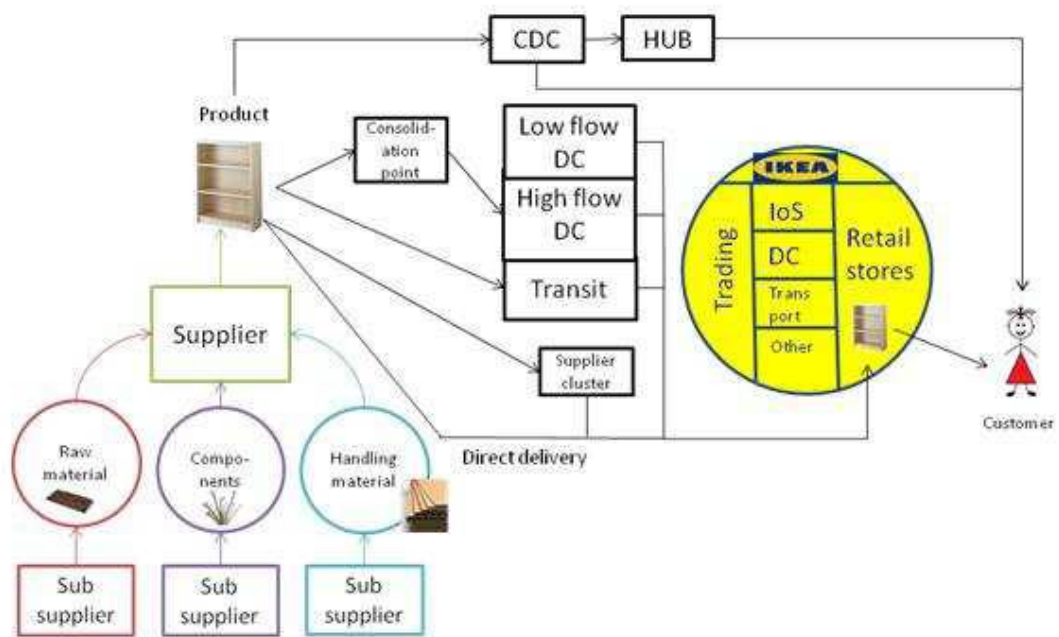 CDC
HUB
Product
Consolid-
ation
point
Low flow
DC
High flow
DC
Transit
Supplier
cluster
Direct delivery
IKEA
Trading
IoS
DC
Trans
port
Other
Retail
stores
Customer
Supplier
Raw
material
Compo-
nents
Handling
material
Sub
supplier
Sub
supplier
Sub
supplier